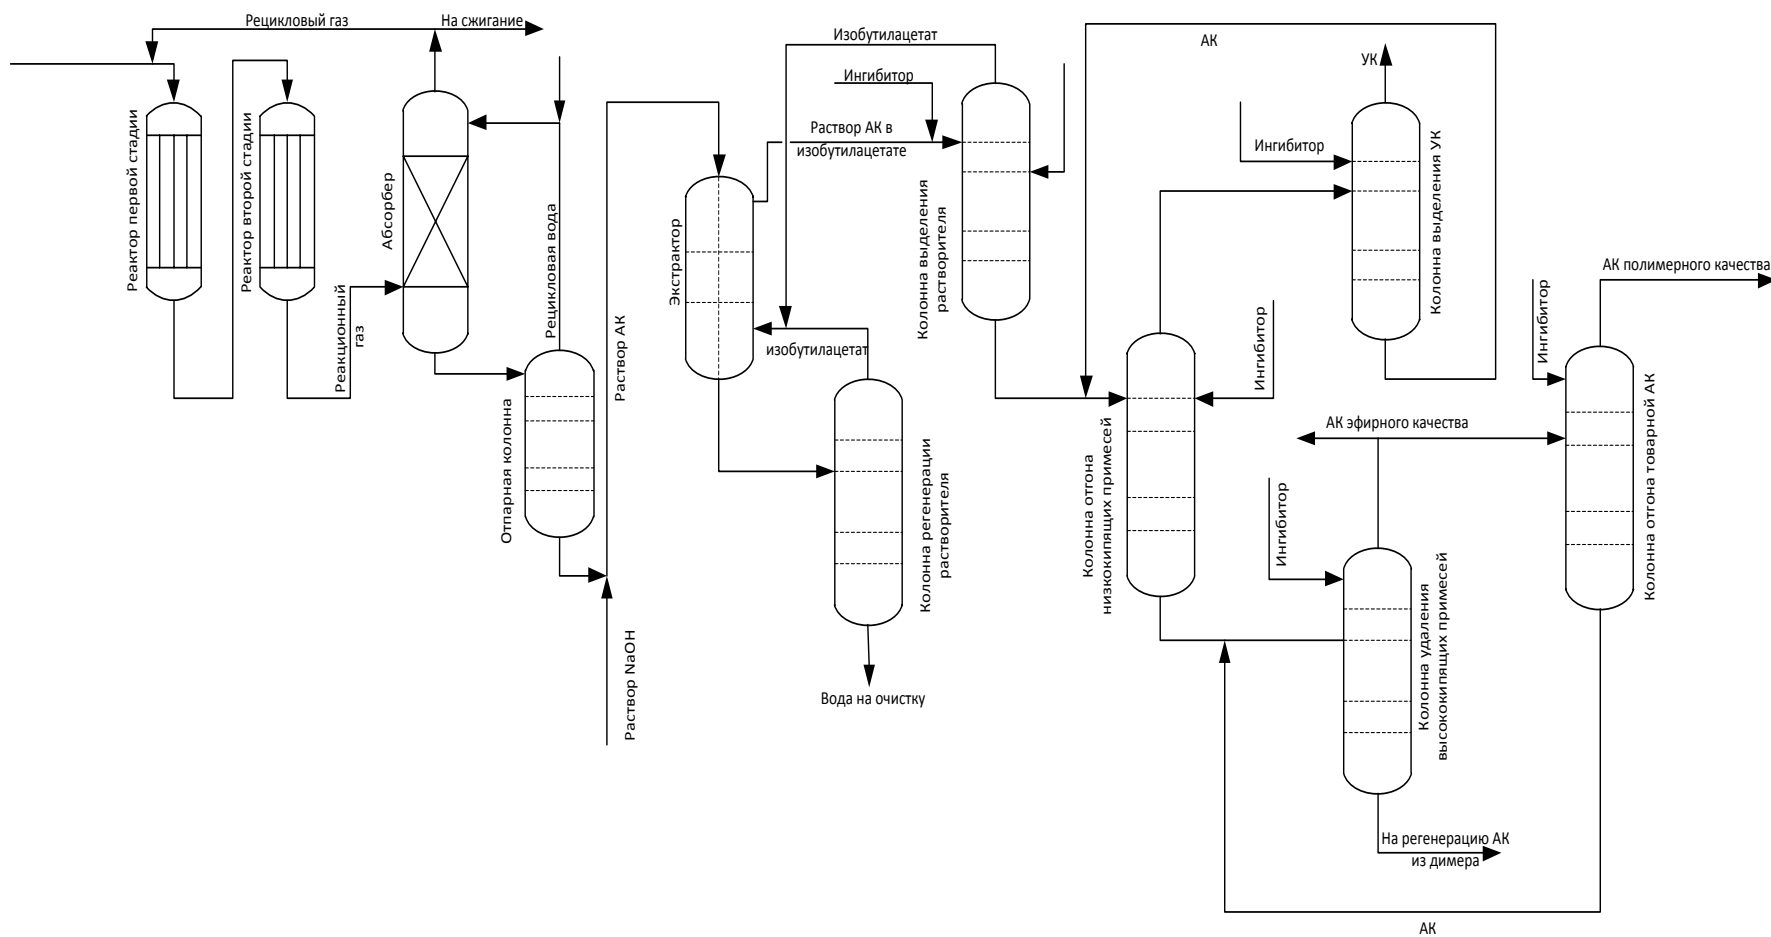 Рецикловый газ
На сжигание
Реактор первой стадии
Реактор второй стадии
Реакционный
газ
Абсорбер
Рецикловая вода
Отпарная колонна
Раствор АК
Раствор NaOH
Экстрактор
Изобутилацетат
Ингибитор
Раствор АК в
изобутилацетате
изобутилацетат
Колонна выделения
растворителя
Колонна регенерации
растворителя
Вода на очистку
АК
УК
Ингибитор
Колонна выделения УК
Ингибитор
Колонна отгона
низкокипящих примесей
АК эфирного качества
Ингибитор
Колонна удаления
высококипящих примесей
На регенерацию АК
из димера
АК полимерного качества
Ингибитор
Колонна отгона товарной АК
АК